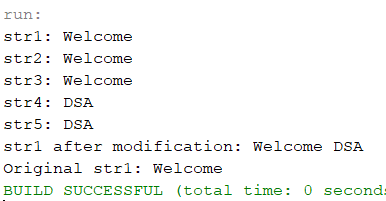 run:
str1: Welcome
str2: Welcome
str3: Welcome
str4: DSA
str5: DSA
str1 after modification: Welcome DSA
Original str1: Welcome
BUILD SUCCESSFUL (total time: 0 seconds